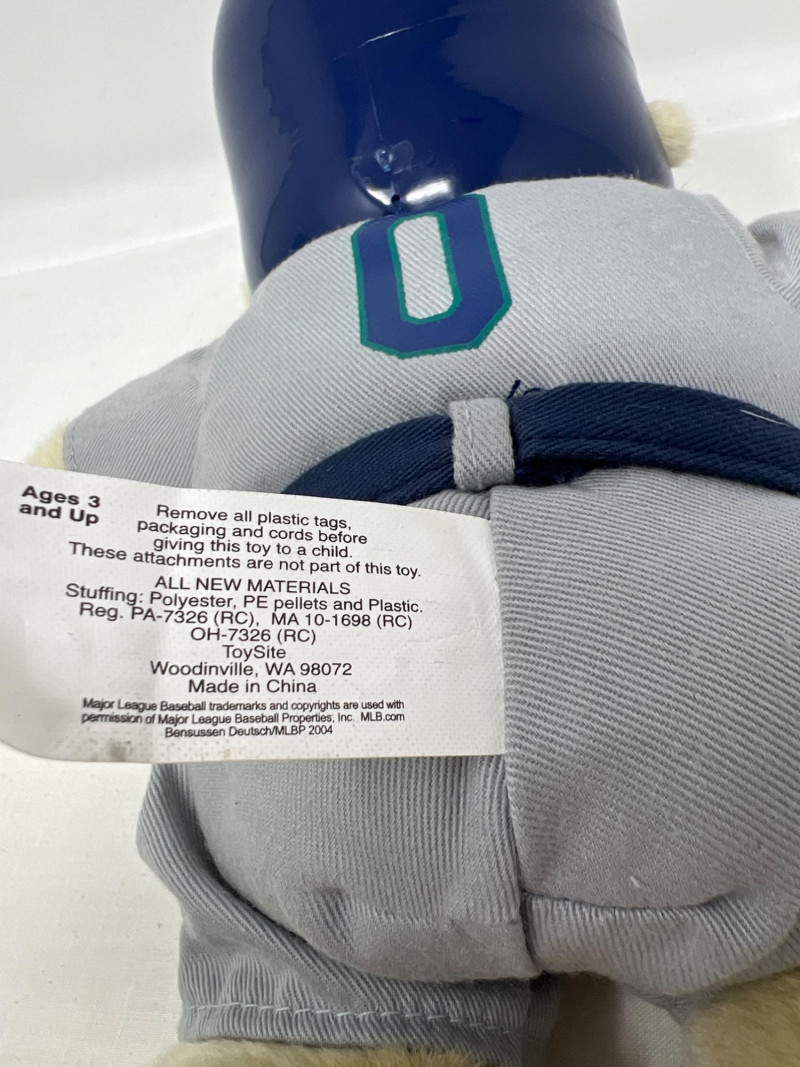 0
Ages 3
and Up
Remove all plastic tags,
packaging and cords before
giving this toy to a child.
These attachments are not part of this toy.
ALL NEW MATERIALS
Stuffing: Polyester, PE pellets and Plastic.
Reg. PA-7326 (RC), MA 10-1698 (RC)
OH-7326 (RC)
ToySite
Woodinville, WA 98072
Made in China
Major League Baseball trademarks and copyrights are used with
permission of Major League Baseball Properties, Inc. MLB.com
Bensussen Deutsch/MLBP 2004